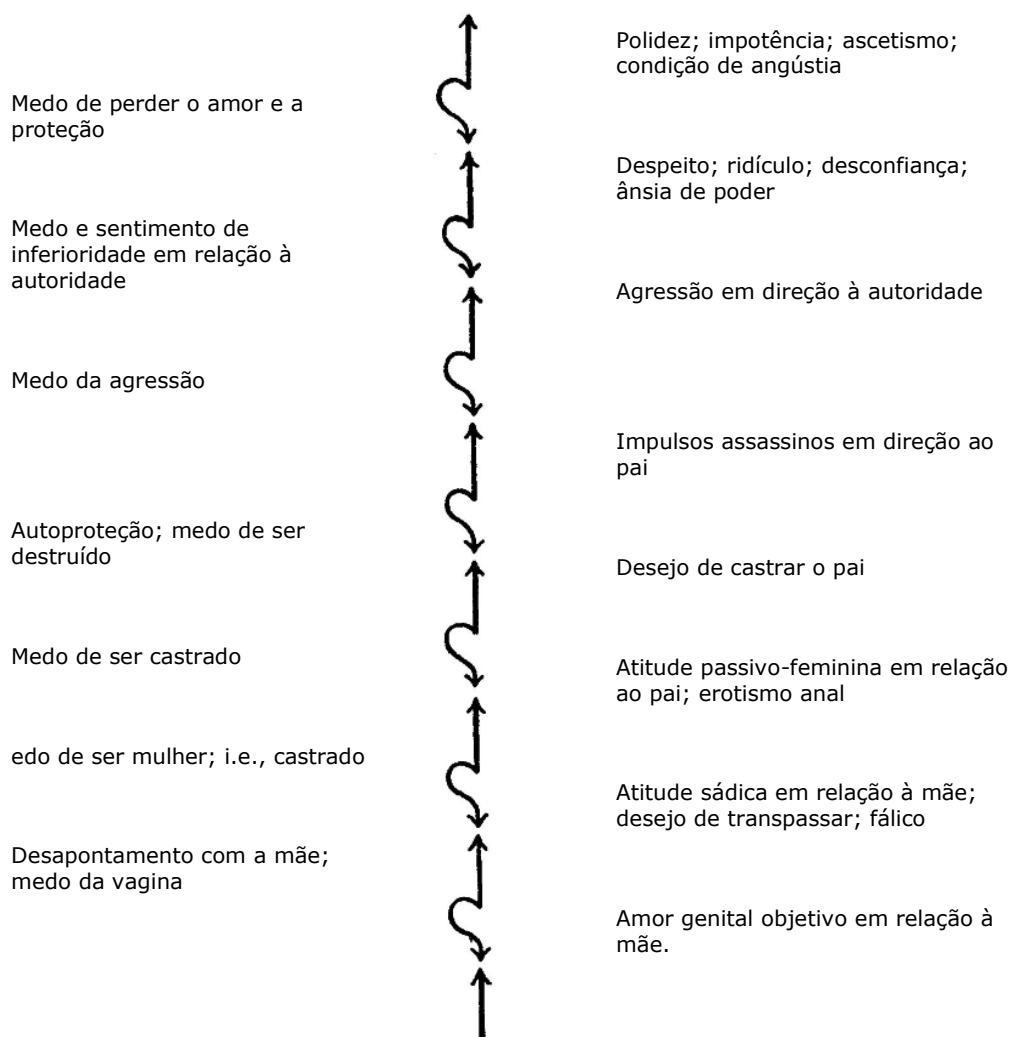 Polidez; impotência; ascetismo;
condição de angústia
Medo de perder o amor e a
proteção
Despeito; ridículo; desconfiança;
ânsia de poder
Medo e sentimento de
inferioridade em relação à
autoridade
Agressão em direção à autoridade
Medo da agressão
Impulsos assassinos em direção ao
pai
Autoproteção; medo de ser
destruído
Desejo de castrar o pai
Medo de ser castrado
Atitude passivo-feminina em relação
ao pai; erotismo anal
edo de ser mulher; i.e., castrado
Atitude sádica em relação à mãe;
desejo de transpassar; fálico
Desapontamento com a mãe;
medo da vagina
Amor genital objetivo em relação à
mãe.